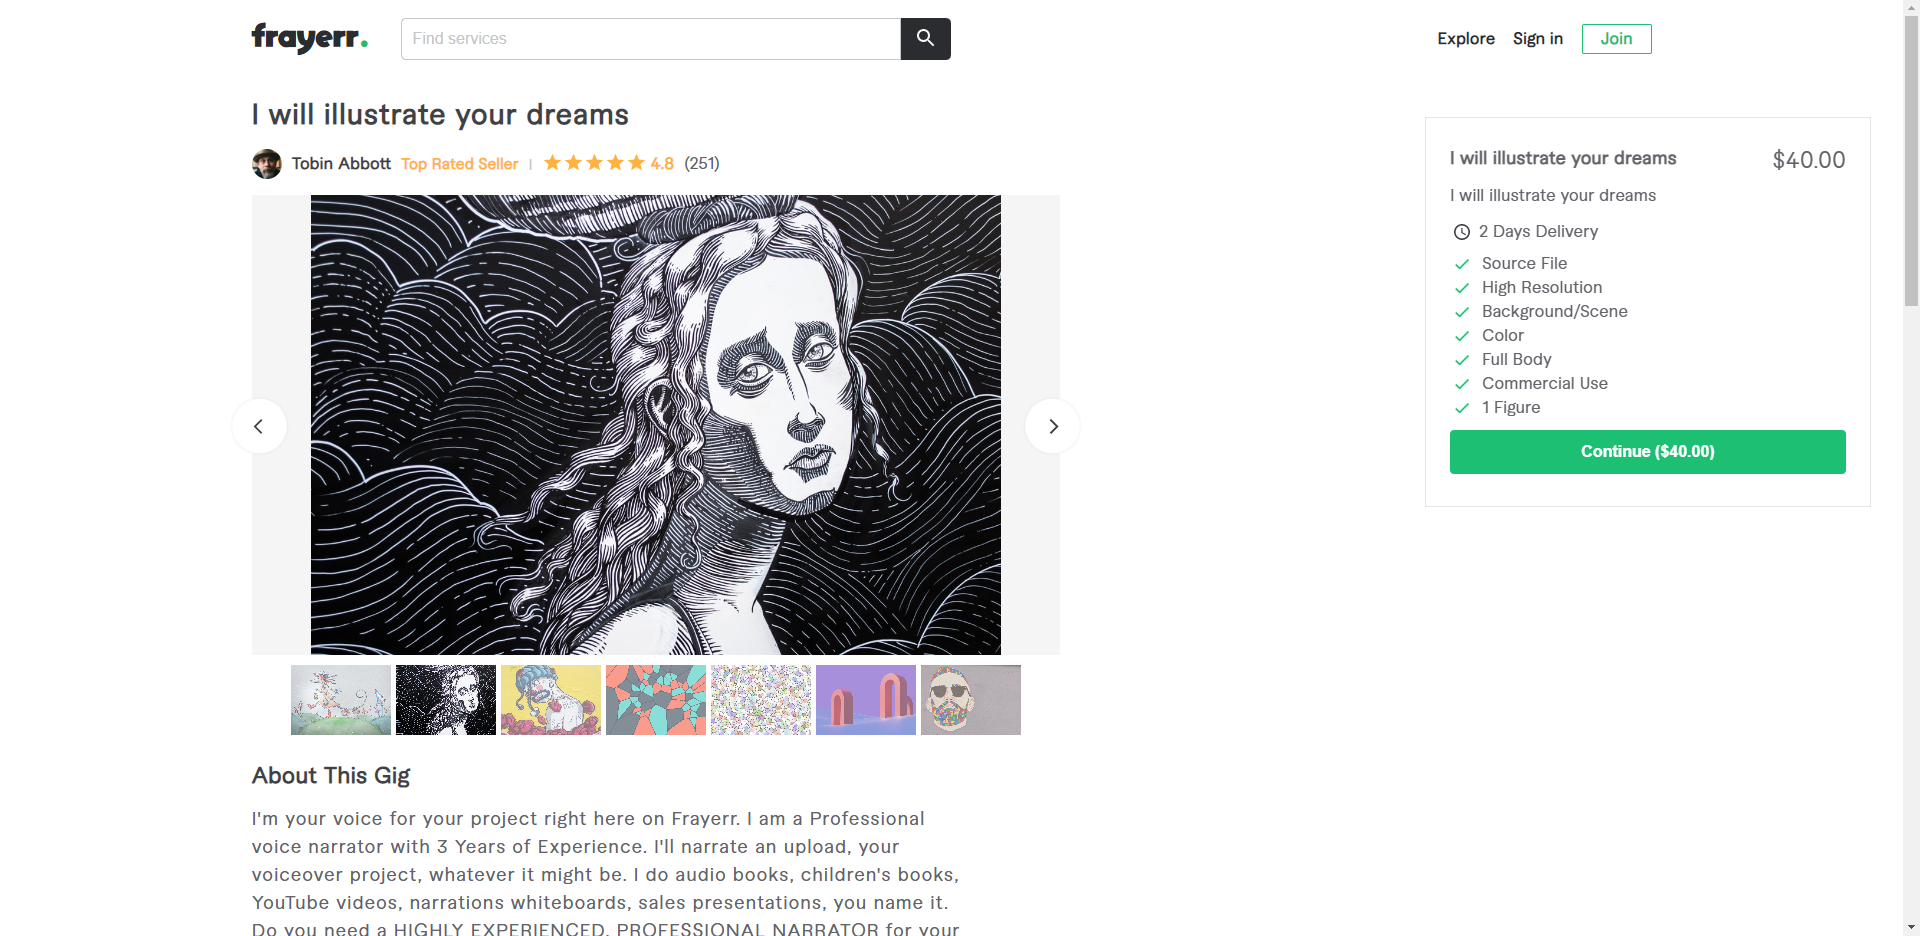 frayerr.
Find services
Explore
Sign in
Join
I will illustrate your dreams
Tobin Abbott
Top Rated Seller
4.8
(251)
I will illustrate your dreams
$40.00
I will illustrate your dreams
2 Days Delivery
Source File
High Resolution
Background/Scene
Color
Full Body
Commercial Use
1 Figure
Continue ($40.00)
About This Gig
I'm your voice for your project right here on Frayerr. I am a Professional
voice narrator with 3 Years of Experience. I'll narrate an upload, your
voiceover project, whatever it might be. I do audio books, children's books,
YouTube videos, narrations whiteboards, sales presentations, you name it.
Do you need a HIGHLY EXPERIENCED, PROFESSIONAL NARRATOR for your